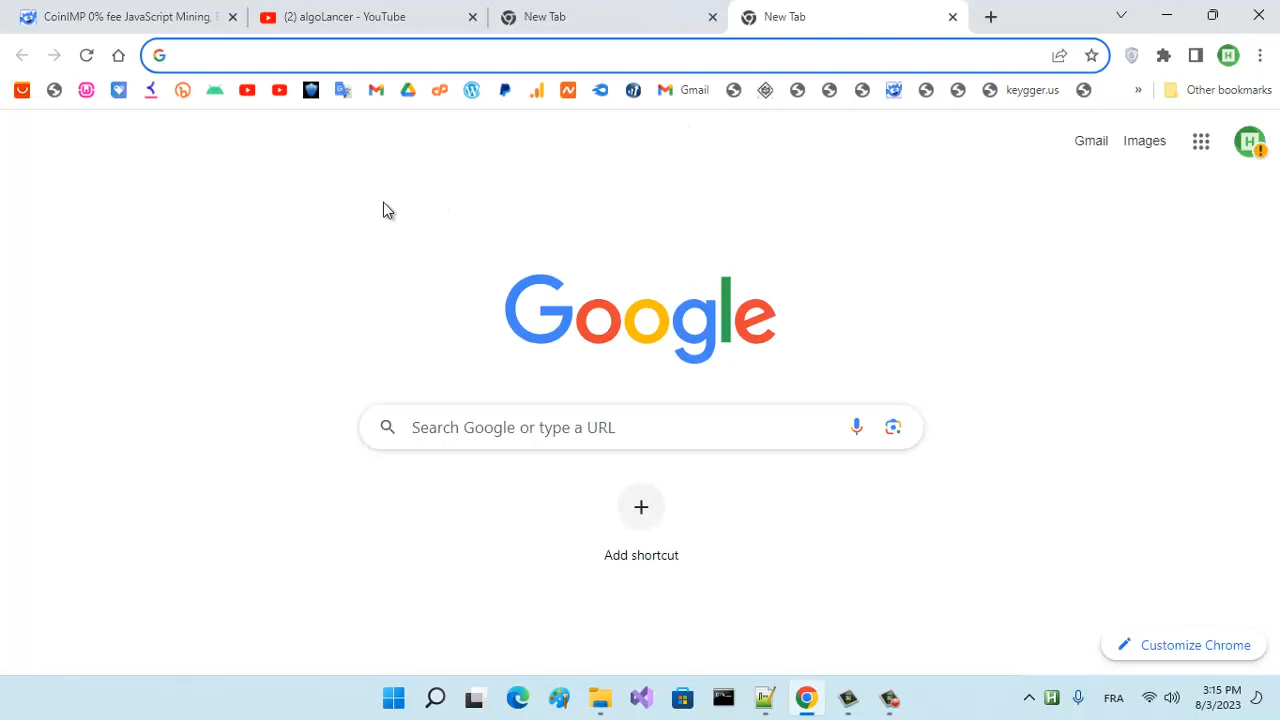 CoinIMP 0% fee JavaScript Mining,
(2) algoLancer - YouTube
New Tab
New Tab
Gmail
keygger.us
»
Other bookmarks
Gmail
Images
H
Google
Search Google or type a URL
Add shortcut
Customize Chrome
FRA
3:15 PM
8/3/2023